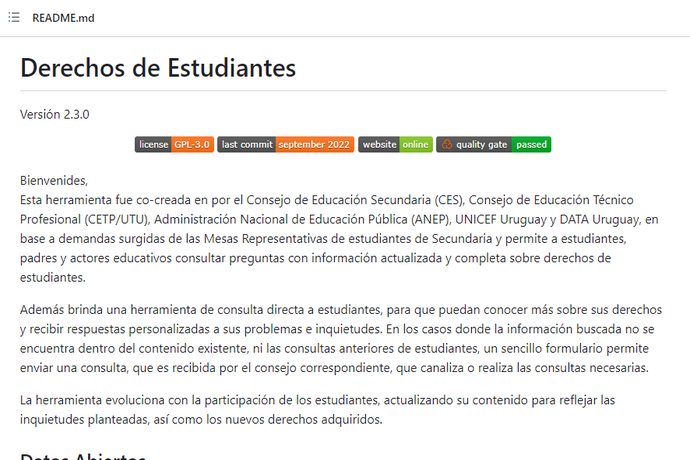 README.md
Derechos de Estudiantes
Versión 2.3.0
license GPL-3.0 last commit september 2022 website online quality gate passed
Bienvenides,
Esta herramienta fue co-creada en por el Consejo de Educación Secundaria (CES), Consejo de Educación Técnico
Profesional (CETP/UTU), Administración Nacional de Educación Pública (ANEP), UNICEF Uruguay y DATA Uruguay, en
base a demandas surgidas de las Mesas Representativas de estudiantes de Secundaria y permite a estudiantes,
padres y actores educativos consultar preguntas con información actualizada y completa sobre derechos de
estudiantes.
Además brinda una herramienta de consulta directa a estudiantes, para que puedan conocer más sobre sus derechos
y recibir respuestas personalizadas a sus problemas e inquietudes. En los casos donde la información buscada no se
encuentra dentro del contenido existente, ni las consultas anteriores de estudiantes, un sencillo formulario permite
enviar una consulta, que es recibida por el consejo correspondiente, que canaliza o realiza las consultas necesarias.
La herramienta evoluciona con la participación de los estudiantes, actualizando su contenido para reflejar las
inquietudes planteadas, así como los nuevos derechos adquiridos.
Datos Abiertos